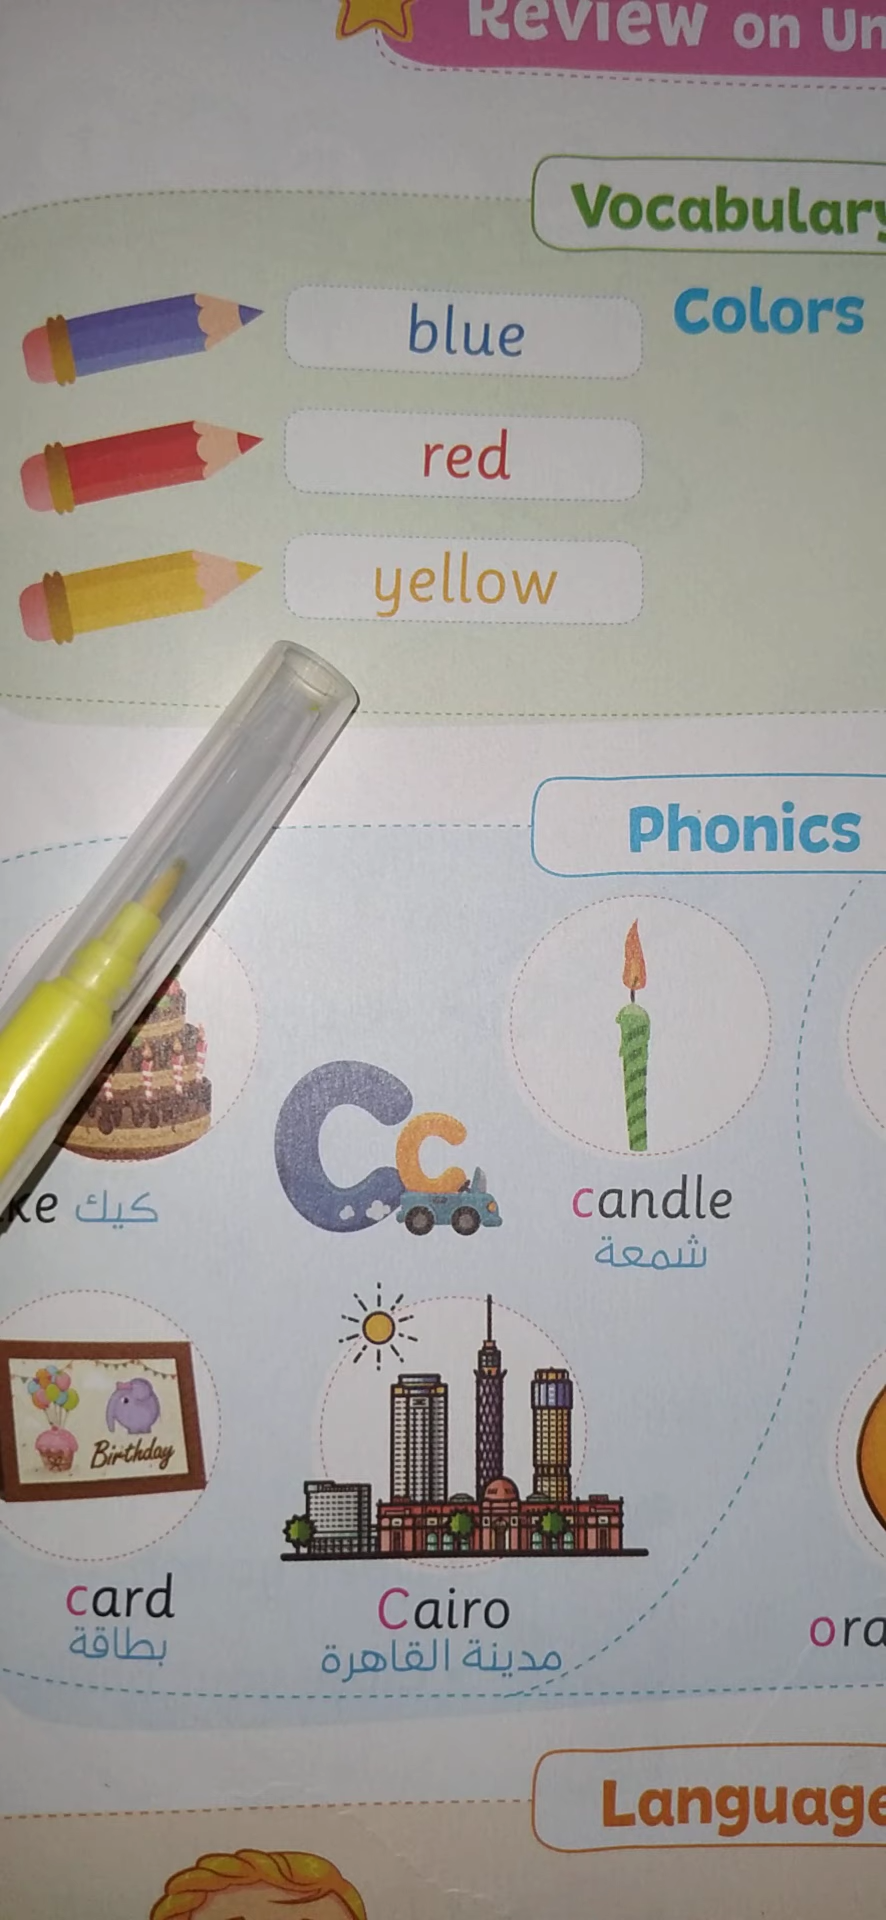 Review on Un
Vocabulary
Colors
blue
red
yellow
Phonics
Cc
ke كيك
candle
شمعة
Birthday
card
بطاقة
Cairo
مدينة القاهرة
ora
Language